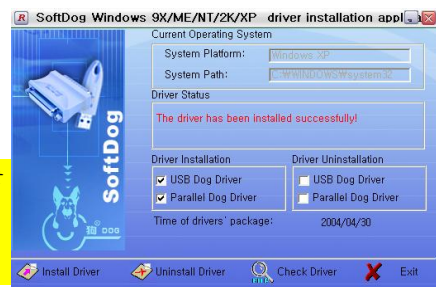 SoftDog Windows 9X/ME/NT/2K/XP driver installation appl
Current Operating System
System Platform: Windows XP
System Path: C:\WINDOWS\system32
Driver Status
The driver has been installed successfully!
Driver Installation
USB Dog Driver
Parallel Dog Driver
Driver Uninstallation
USB Dog Driver
Parallel Dog Driver
Time of drivers' package: 2004/04/30
SoftDog
Install Driver
Uninstall Driver
Check Driver
Exit